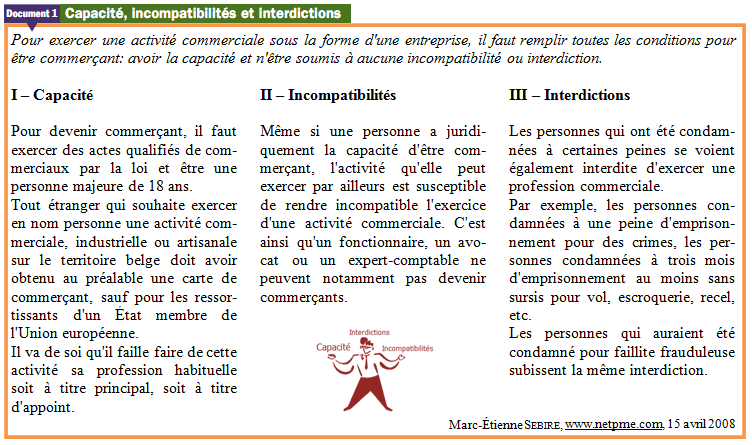 Document 1 Capacité, incompatibilités et interdictions
Pour exercer une activité commerciale sous la forme d'une entreprise, il faut remplir toutes les conditions pour
être commerçant: avoir la capacité et n'être soumis à aucune incompatibilité ou interdiction.
I – Capacité
Pour devenir commerçant, il faut
exercer des actes qualifiés de com-
merciaux par la loi et être une
personne majeure de 18 ans.
Tout étranger qui souhaite exercer
en nom personne une activité com-
merciale, industrielle ou artisanale
sur le territoire belge doit avoir
obtenu au préalable une carte de
commerçant, sauf pour les ressor-
tissants d'un État membre de
l'Union européenne.
Il va de soi qu'il faille faire de cette
activité sa profession habituelle
soit à titre principal, soit à titre
d'appoint.
II – Incompatibilités
Même si une personne a juridi-
quement la capacité d'être com-
merçant, l'activité qu'elle peut
exercer par ailleurs est susceptible
de rendre incompatible l'exercice
d'une activité commerciale. C'est
ainsi qu'un fonctionnaire, un avo-
cat ou un expert-comptable ne
peuvent notamment pas devenir
commerçants.
Interdictions
Capacité
Incompatibilités
III – Interdictions
Les personnes qui ont été condam-
nées à certaines peines se voient
également interdite d'exercer une
profession commerciale.
Par exemple, les personnes con-
damnées à une peine d'emprison-
nement pour des crimes, les per-
sonnes condamnées à trois mois
d'emprisonnement au moins sans
sursis pour vol, escroquerie, recel,
etc.
Les personnes qui auraient été
condamné pour faillite frauduleuse
subissent la même interdiction.
Marc-Étienne SEBIRE, www.netpme.com, 15 avril 2008